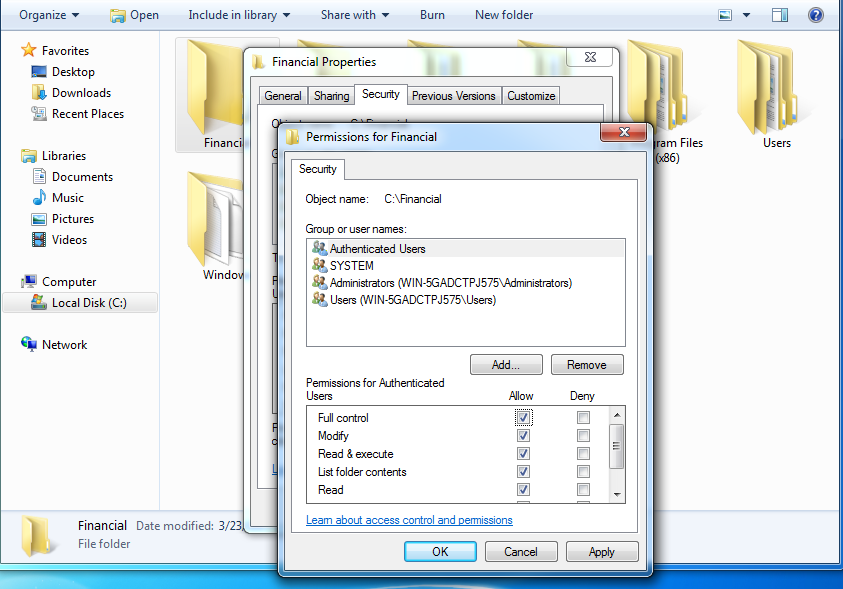 Organize Open Include in library Share with Burn New folder
Favorites
Desktop
Downloads
Recent Places
Libraries
Documents
Music
Pictures
Videos
Computer
Local Disk (C:)
Network
Financi
Window
ram Files
(x86)
Users
Financial Properties
General Sharing Security Previous Versions Customize
Permissions for Financial
Security
Object name: C:\Financial
Group or user names:
Authenticated Users
SYSTEM
Administrators (WIN-5GADCTPJ575\Administrators)
Users (WIN-5GADCTPJ575\Users)
Add... Remove
Permissions for Authenticated
Users Allow Deny
Full control
Modify
Read & execute
List folder contents
Read
Learn about access control and permissions
OK Cancel Apply
Financial Date modified: 3/23,
File folder